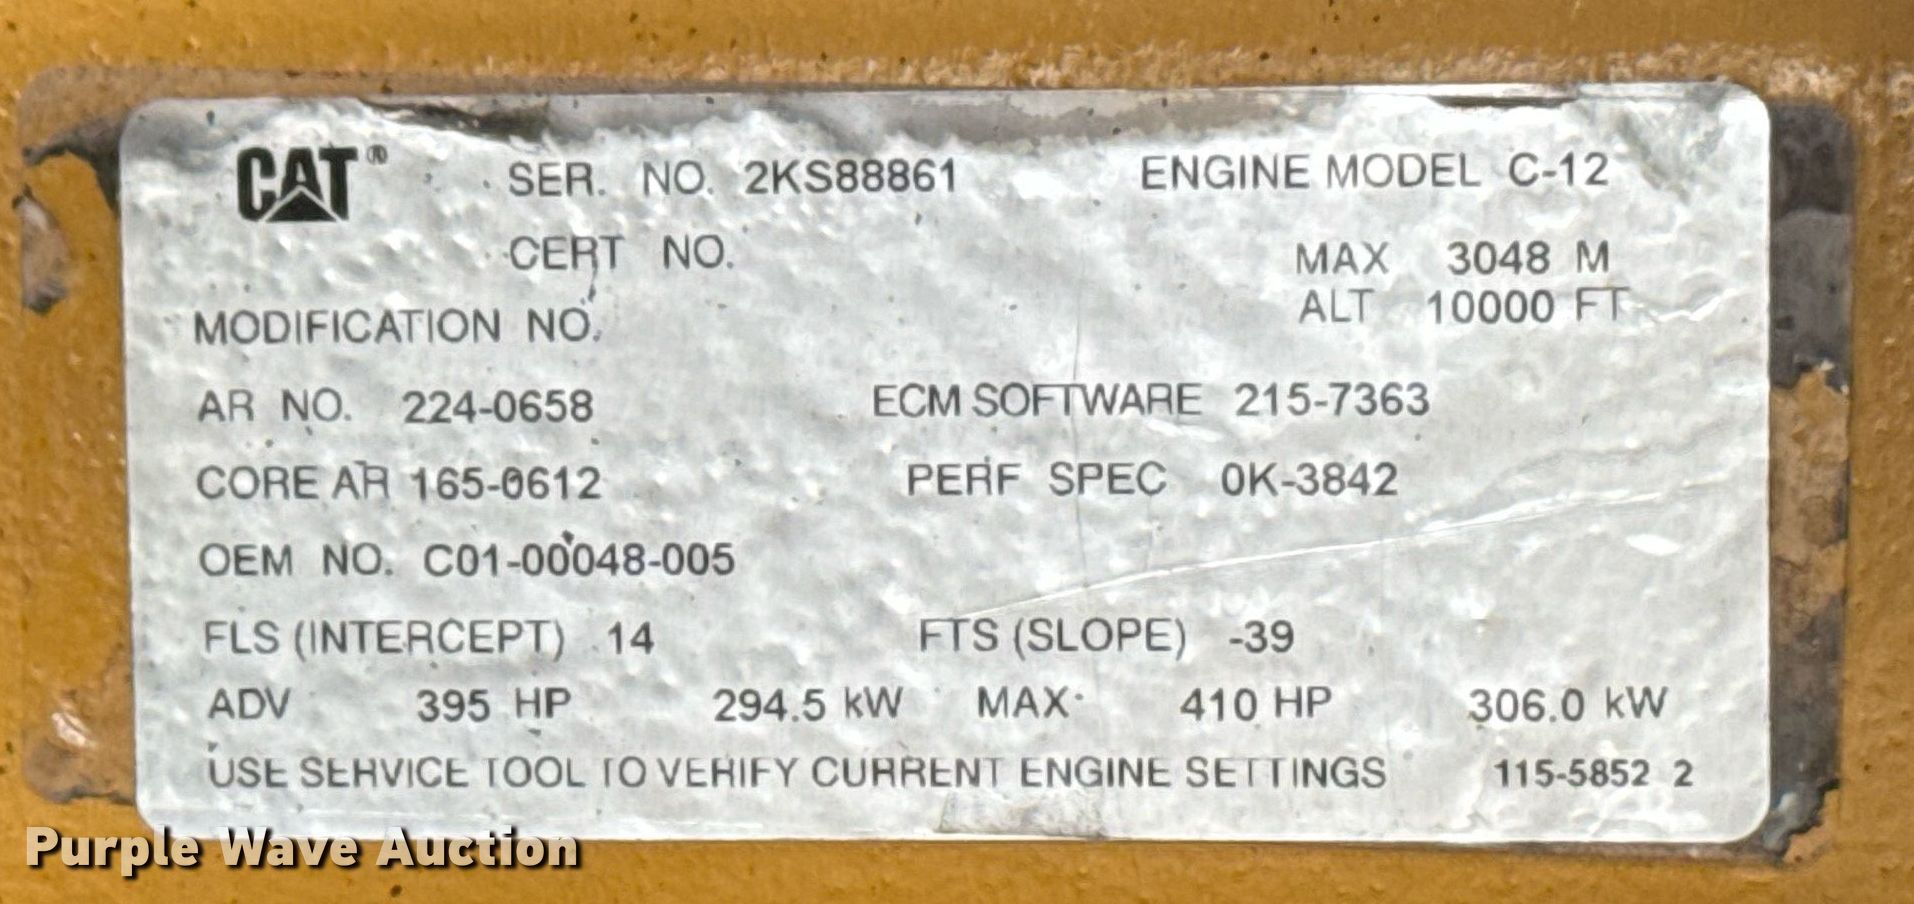 CAT® SER. NO. 2KS88861 ENGINE MODEL C-12
CERT NO. MAX 3048 M
ALT 10000 FT
MODIFICATION NO.
AR NO. 224-0658 ECM SOFTWARE 215-7363
CORE AR 165-0612 PERF SPEC 0K-3842
OEM NO. C01-00048-005
FLS (INTERCEPT) 14 FTS (SLOPE) -39
ADV 395 HP 294.5 kW MAX 410 HP 306.0 kW
USE SERVICE TOOL TO VERIFY CURRENT ENGINE SETTINGS 115-5852 2
Purple Wave Auction